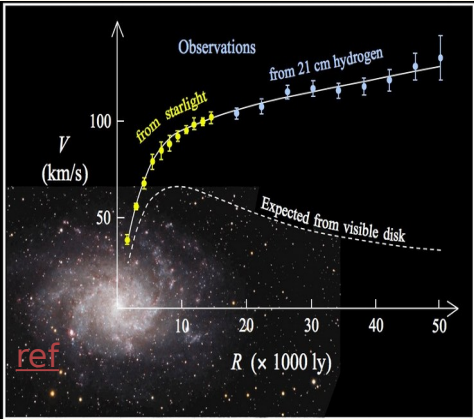 Observations
from 21 cm hydrogen
from starlight
100
V
(km/s)
Expected from visible disk
50
10
20
30
40
50
R (× 1000 ly)
ref